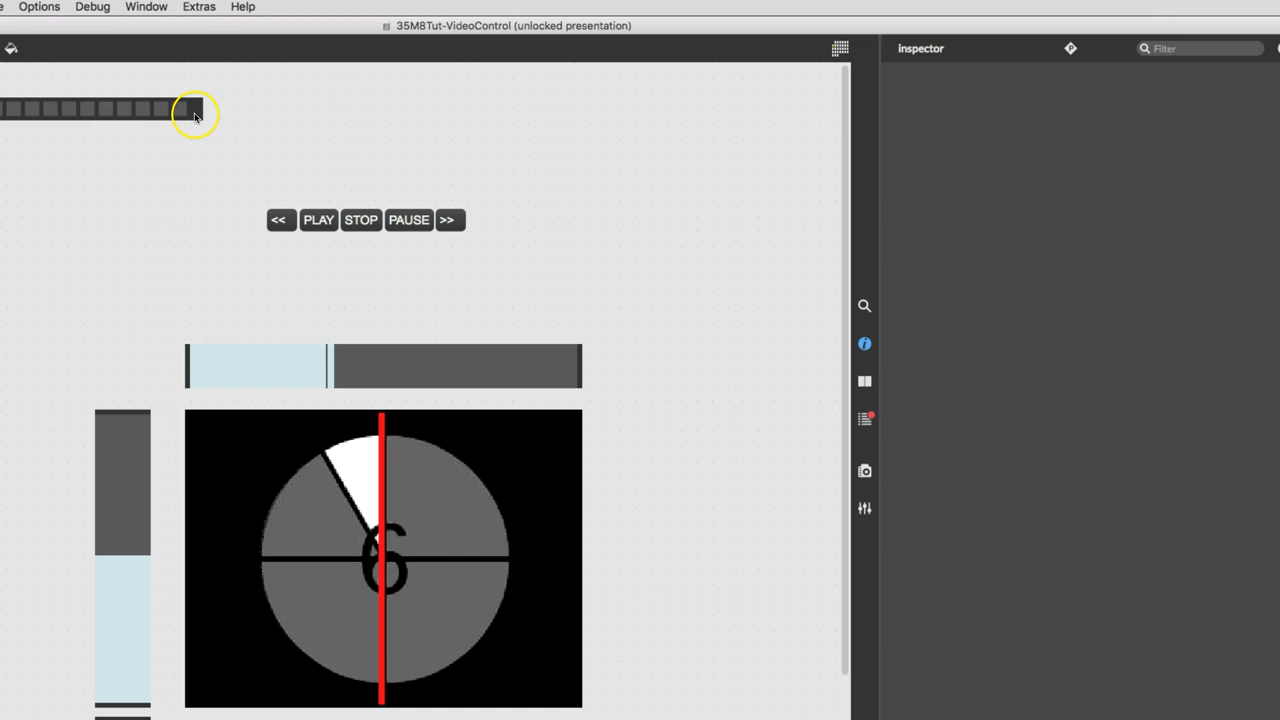 Options Debug Window Extras Help
35M8Tut-VideoControl (unlocked presentation)
inspector
Filter
<< PLAY STOP PAUSE >>
6